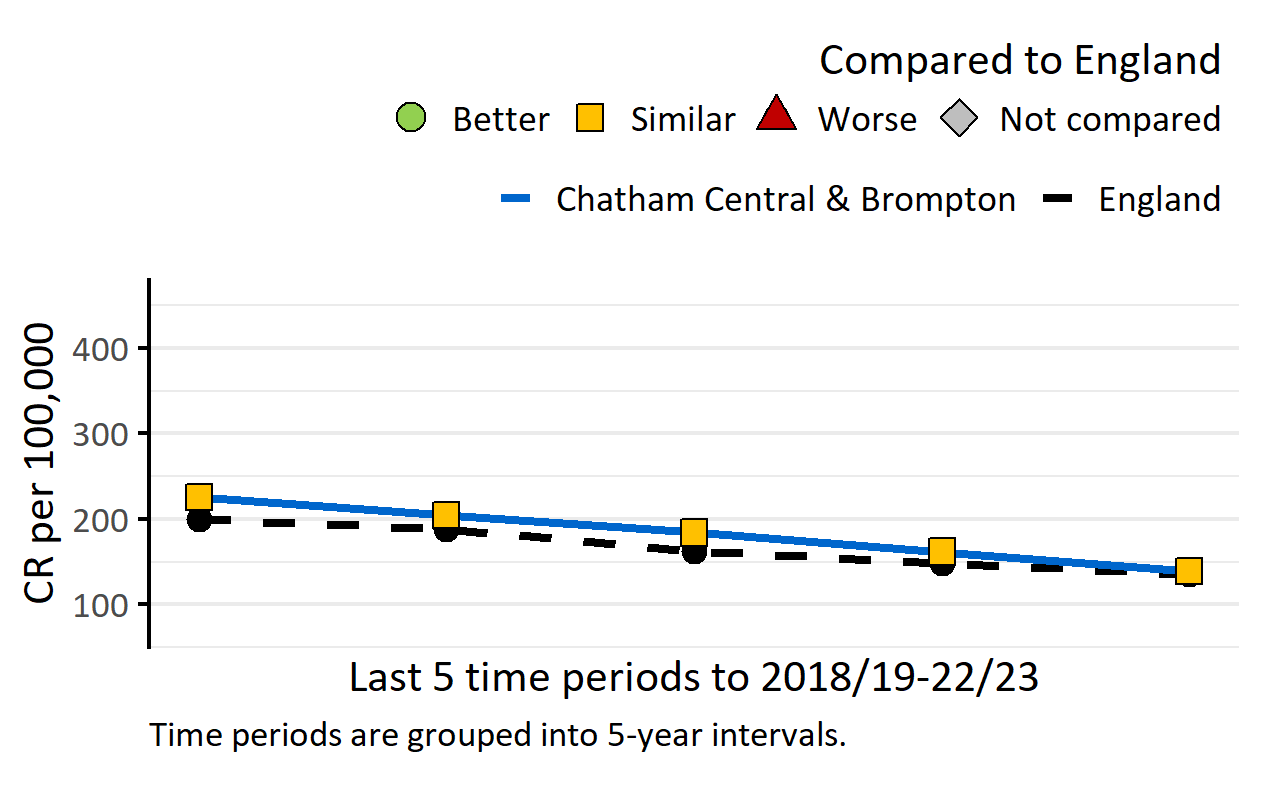 Compared to England
Better Similar Worse Not compared
Chatham Central & Brompton England
CR per 100,000
400
300
200
100
Last 5 time periods to 2018/19-22/23
Time periods are grouped into 5-year intervals.